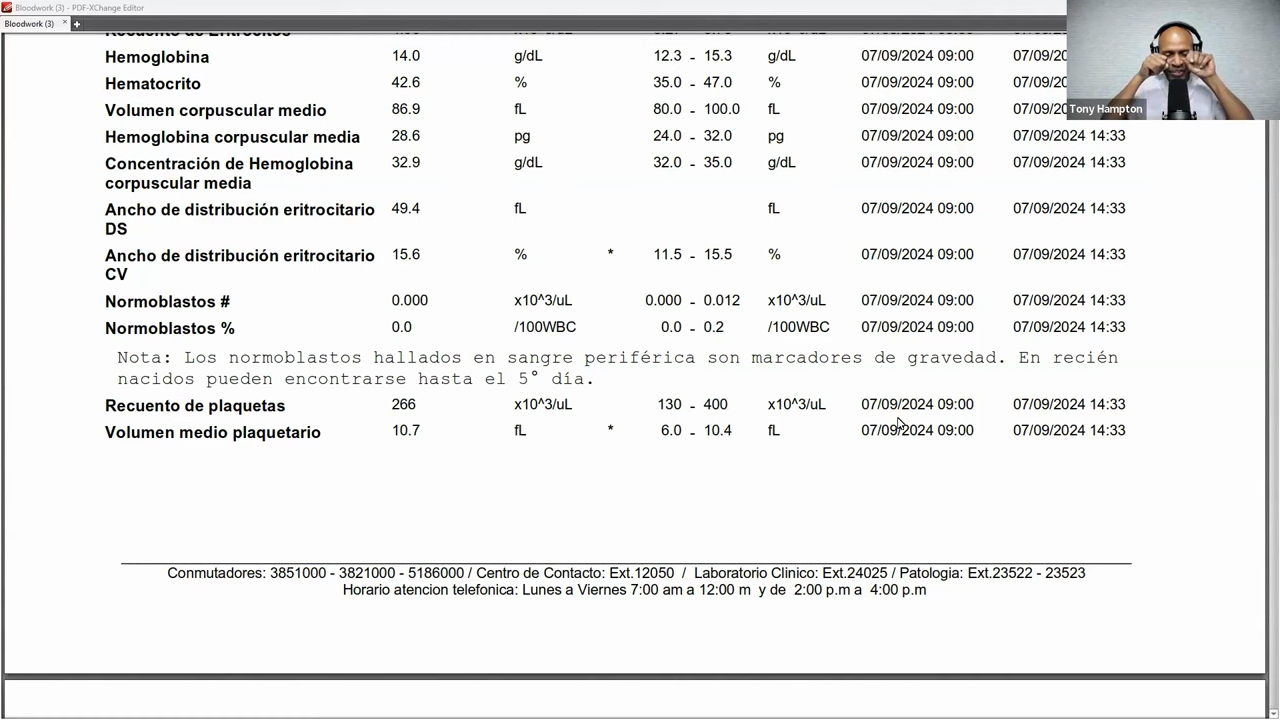 Bloodwork (3) - PDF-XChange Editor
Bloodwork (3) × +
Recuento de Eritrocitos
Hemoglobina 14.0 g/dL 12.3 - 15.3 g/dL 07/09/2024 09:00
Hematocrito 42.6 % 35.0 - 47.0 % 07/09/2024 09:00
Volumen corpuscular medio 86.9 fL 80.0 - 100.0 fL 07/09/2024 09:00
Tony Hampton
Hemoglobina corpuscular media 28.6 pg 24.0 - 32.0 pg 07/09/2024 09:00 07/09/2024 14:33
Concentración de Hemoglobina 32.9 g/dL 32.0 - 35.0 g/dL 07/09/2024 09:00 07/09/2024 14:33
corpuscular media
Ancho de distribución eritrocitario 49.4 fL fL 07/09/2024 09:00 07/09/2024 14:33
DS
Ancho de distribución eritrocitario 15.6 % * 11.5 - 15.5 % 07/09/2024 09:00 07/09/2024 14:33
CV
Normoblastos # 0.000 x10^3/uL 0.000 - 0.012 x10^3/uL 07/09/2024 09:00 07/09/2024 14:33
Normoblastos % 0.0 /100WBC 0.0 - 0.2 /100WBC 07/09/2024 09:00 07/09/2024 14:33
Nota: Los normoblastos hallados en sangre periférica son marcadores de gravedad. En recién
nacidos pueden encontrarse hasta el 5° día.
Recuento de plaquetas 266 x10^3/uL 130 - 400 x10^3/uL 07/09/2024 09:00 07/09/2024 14:33
Volumen medio plaquetario 10.7 fL * 6.0 - 10.4 fL 07/09/2024 09:00 07/09/2024 14:33
Conmutadores: 3851000 - 3821000 - 5186000 / Centro de Contacto: Ext.12050 / Laboratorio Clinico: Ext.24025 / Patologia: Ext.23522 - 23523
Horario atencion telefonica: Lunes a Viernes 7:00 am a 12:00 m y de 2:00 p.m a 4:00 p.m